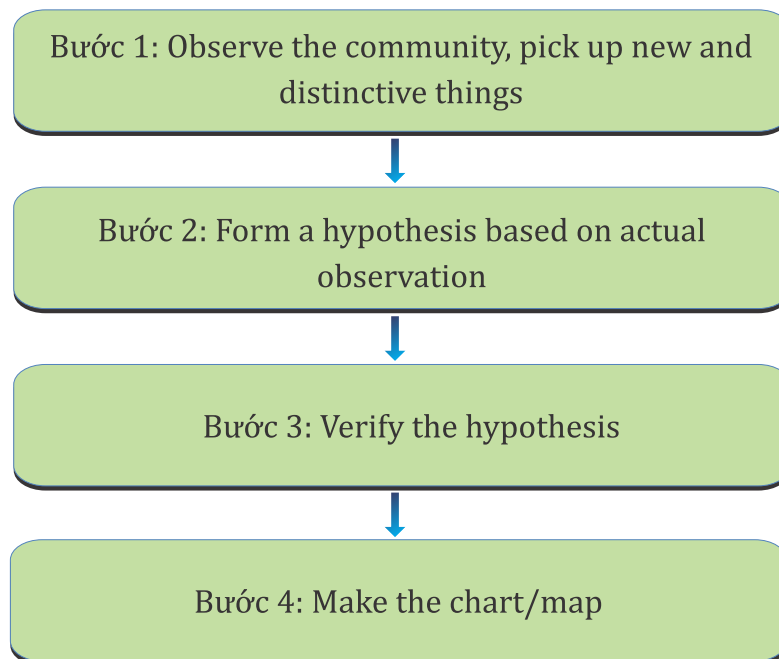 Bước 1: Observe the community, pick up new and
distinctive things
Bước 2: Form a hypothesis based on actual
observation
Bước 3: Verify the hypothesis
Bước 4: Make the chart/map